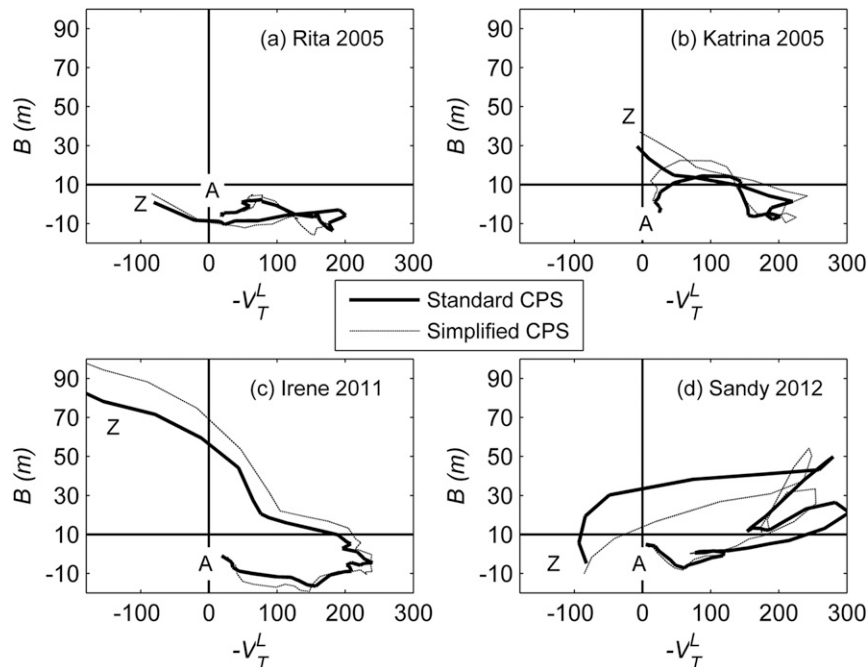 (a) Rita 2005
B (m)
90
70
50
30
10
-10
A
Z
-100 0 100 200 300
-V_T^L
(b) Katrina 2005
B (m)
90
70
50
30
10
-10
Z
A
-100 0 100 200 300
-V_T^L
Standard CPS
Simplified CPS
(c) Irene 2011
B (m)
90
70
50
30
10
-10
Z
A
-100 0 100 200 300
-V_T^L
(d) Sandy 2012
B (m)
90
70
50
30
10
-10
Z
A
-100 0 100 200 300
-V_T^L